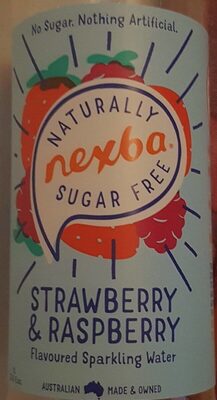 No Sugar. Nothing Artificial.
NATURALLY
nexba®
SUGAR FREE
STRAWBERRY
& RASPBERRY
Flavoured Sparkling Water
AUSTRALIAN MADE & OWNED